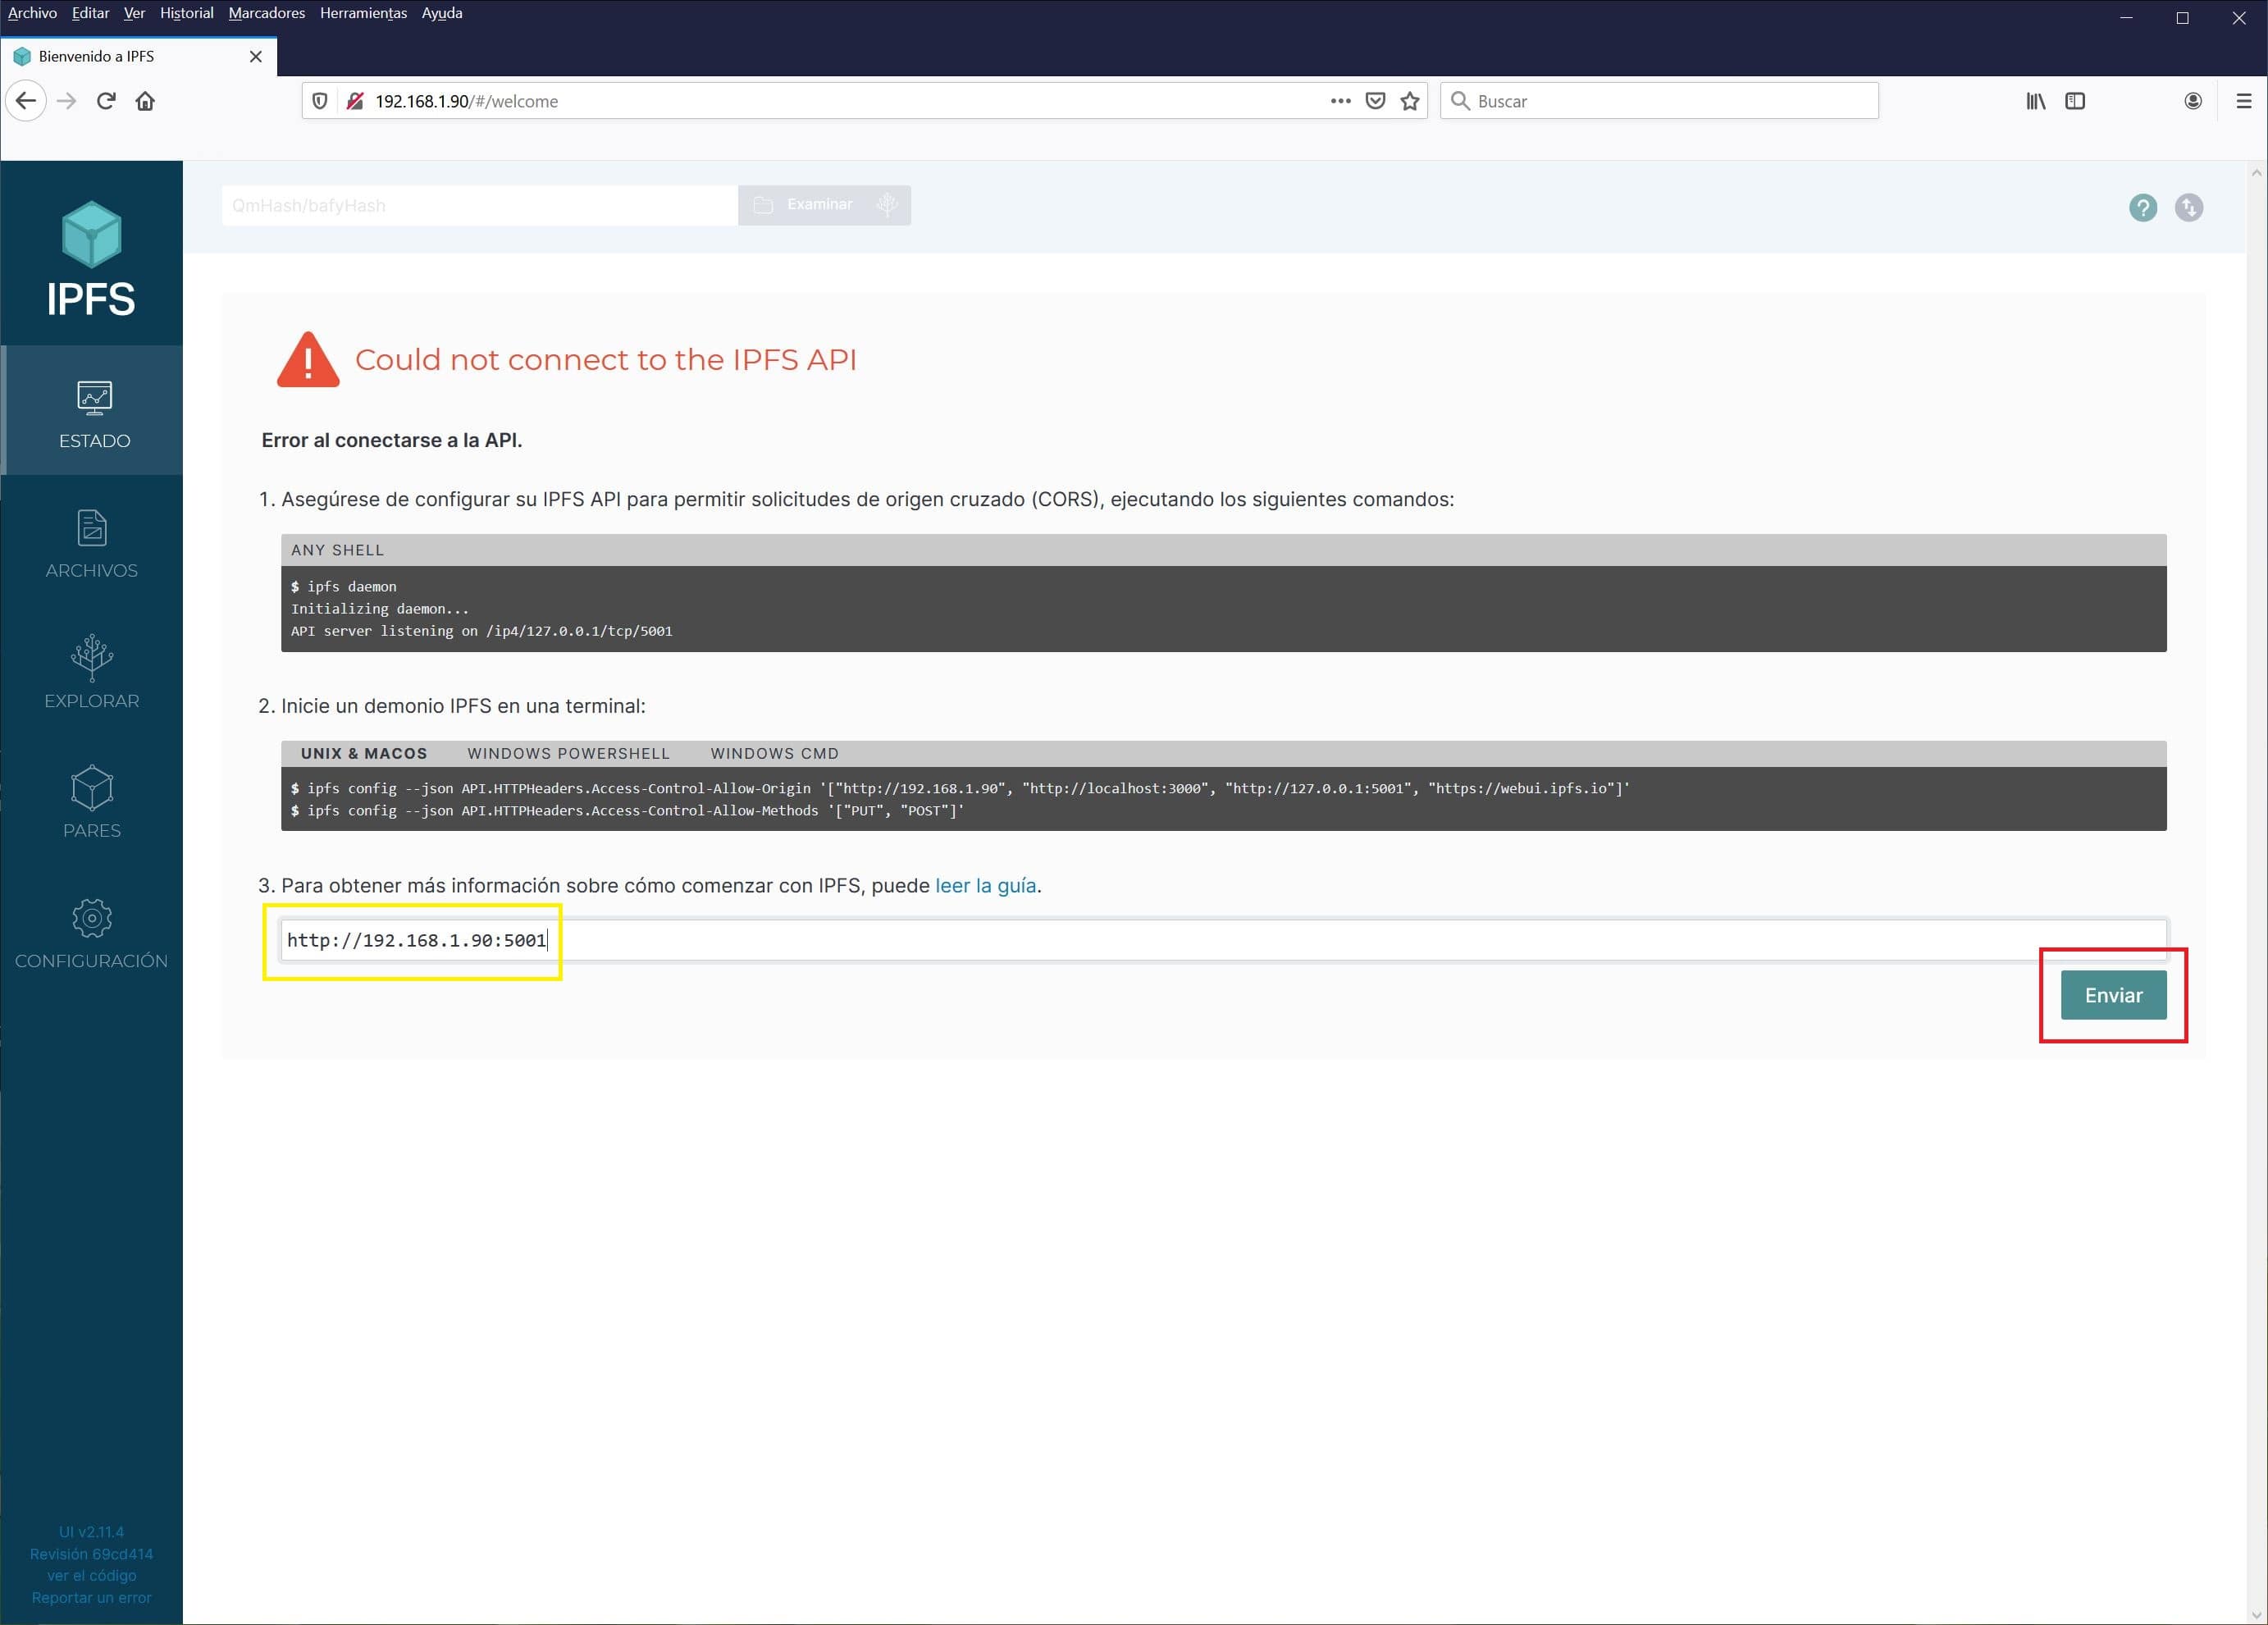 Archivo Editar Ver Historial Marcadores Herramientas Ayuda
Bienvenido a IPFS
192.168.1.90/#/welcome
Buscar
QmHash/bafyHash
Examinar
IPFS
ESTADO
ARCHIVOS
EXPLORAR
PARES
CONFIGURACIÓN
Could not connect to the IPFS API
Error al conectarse a la API.
1. Asegúrese de configurar su IPFS API para permitir solicitudes de origen cruzado (CORS), ejecutando los siguientes comandos:
ANY SHELL
$ ipfs daemon
Initializing daemon...
API server listening on /ip4/127.0.0.1/tcp/5001
2. Inicie un demonio IPFS en una terminal:
UNIX & MACOS WINDOWS POWERSHELL WINDOWS CMD
$ ipfs config --json API.HTTPHeaders.Access-Control-Allow-Origin '["http://192.168.1.90", "http://localhost:3000", "http://127.0.0.1:5001", "https://webui.ipfs.io"]'
$ ipfs config --json API.HTTPHeaders.Access-Control-Allow-Methods '["PUT", "POST"]'
3. Para obtener más información sobre cómo comenzar con IPFS, puede leer la guía.
http://192.168.1.90:5001
Enviar
UI v2.11.4
Revisión 69cd414
ver el código
Reportar un error